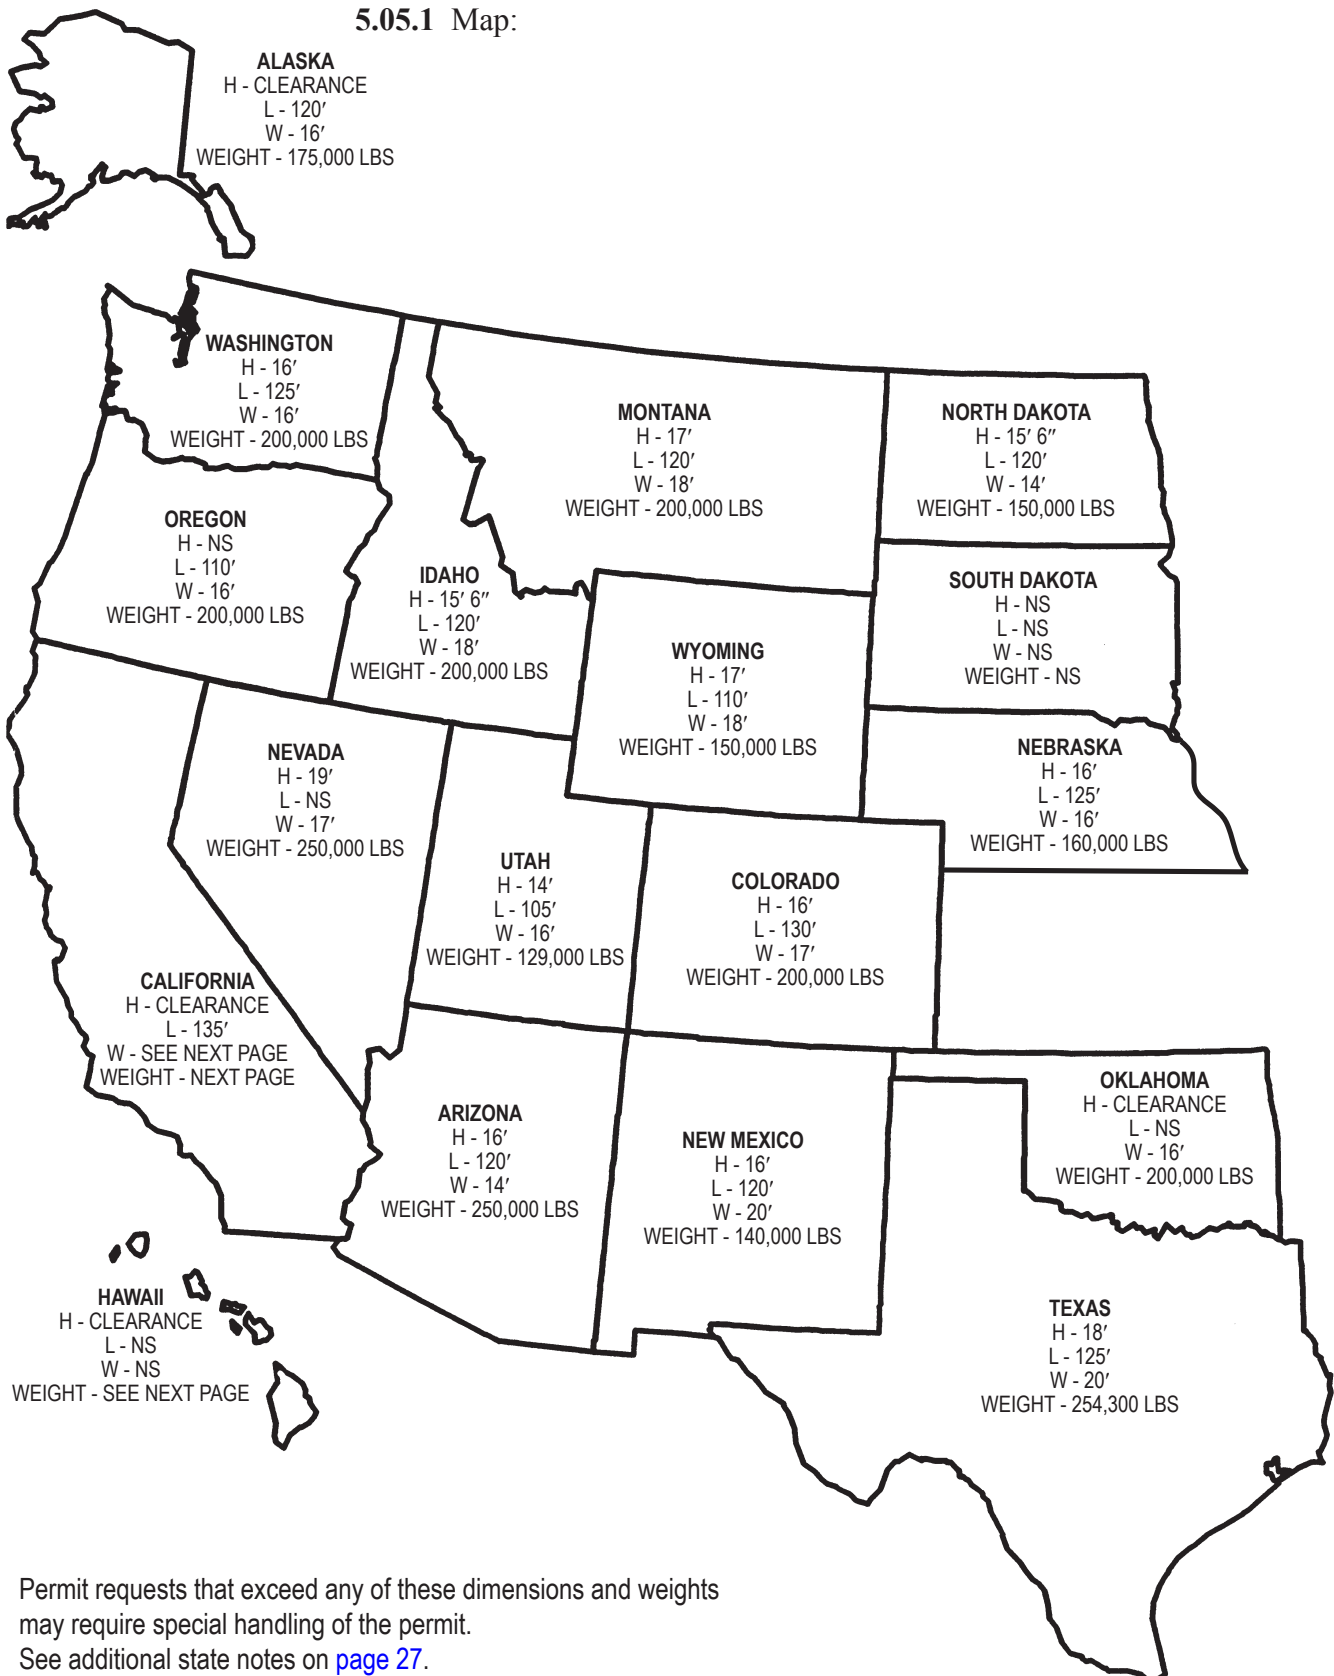 5.05.1 Map:
ALASKA
H - CLEARANCE
L - 120′
W - 16′
WEIGHT - 175,000 LBS
WASHINGTON
H - 16′
L - 125′
W - 16′
WEIGHT - 200,000 LBS
MONTANA
H - 17′
L - 120′
W - 18′
WEIGHT - 200,000 LBS
NORTH DAKOTA
H - 15′ 6″
L - 120′
W - 14′
WEIGHT - 150,000 LBS
OREGON
H - NS
L - 110′
W - 16′
WEIGHT - 200,000 LBS
IDAHO
H - 15′ 6″
L - 120′
W - 18′
WEIGHT - 200,000 LBS
SOUTH DAKOTA
H - NS
L - NS
W - NS
WEIGHT - NS
WYOMING
H - 17′
L - 110′
W - 18′
WEIGHT - 150,000 LBS
NEVADA
H - 19′
L - NS
W - 17′
WEIGHT - 250,000 LBS
NEBRASKA
H - 16′
L - 125′
W - 16′
WEIGHT - 160,000 LBS
UTAH
H - 14′
L - 105′
W - 16′
WEIGHT - 129,000 LBS
COLORADO
H - 16′
L - 130′
W - 17′
WEIGHT - 200,000 LBS
CALIFORNIA
H - CLEARANCE
L - 135′
W - SEE NEXT PAGE
WEIGHT - NEXT PAGE
ARIZONA
H - 16′
L - 120′
W - 14′
WEIGHT - 250,000 LBS
NEW MEXICO
H - 16′
L - 120′
W - 20′
WEIGHT - 140,000 LBS
OKLAHOMA
H - CLEARANCE
L - NS
W - 16′
WEIGHT - 200,000 LBS
HAWAII
H - CLEARANCE
L - NS
W - NS
WEIGHT - SEE NEXT PAGE
TEXAS
H - 18′
L - 125′
W - 20′
WEIGHT - 254,300 LBS
Permit requests that exceed any of these dimensions and weights
may require special handling of the permit.
See additional state notes on page 27.